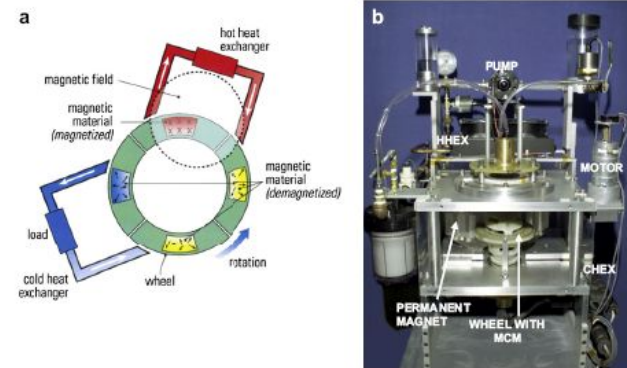 a
hot heat
exchanger
magnetic field
magnetic
material
(magnetized)
magnetic
material
(demagnetized)
load
cold heat
exchanger
wheel
rotation
b
PUMP
HHEX
MOTOR
CHEX
PERMANENT
MAGNET
WHEEL WITH
MCM